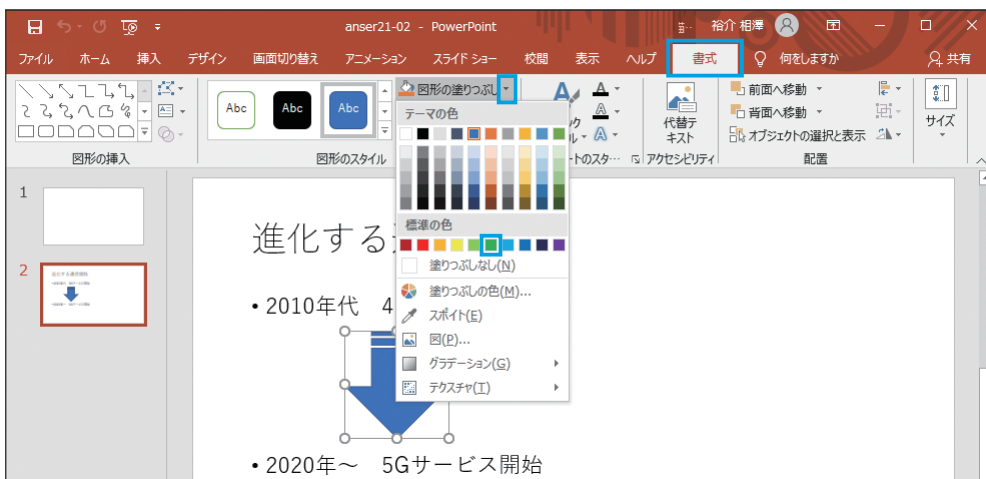 anser21-02 - PowerPoint
裕介 相澤
ファイル ホーム 挿入 デザイン 画面切り替え アニメーション スライド ショー 校閲 表示 ヘルプ 書式 何をしますか 共有
Abc Abc Abc
図形の塗りつぶし
代替テ
キスト
前面へ移動
背面へ移動
オブジェクトの選択と表示
サイズ
図形の挿入 図形のスタイル アクセシビリティ 配置
テーマの色
標準の色
塗りつぶしなし(N)
塗りつぶしの色(M)...
スポイト(E)
図(P)...
グラデーション(G)
テクスチャ(T)
1
2
進化する
• 2010年代 4
• 2020年～ 5Gサービス開始